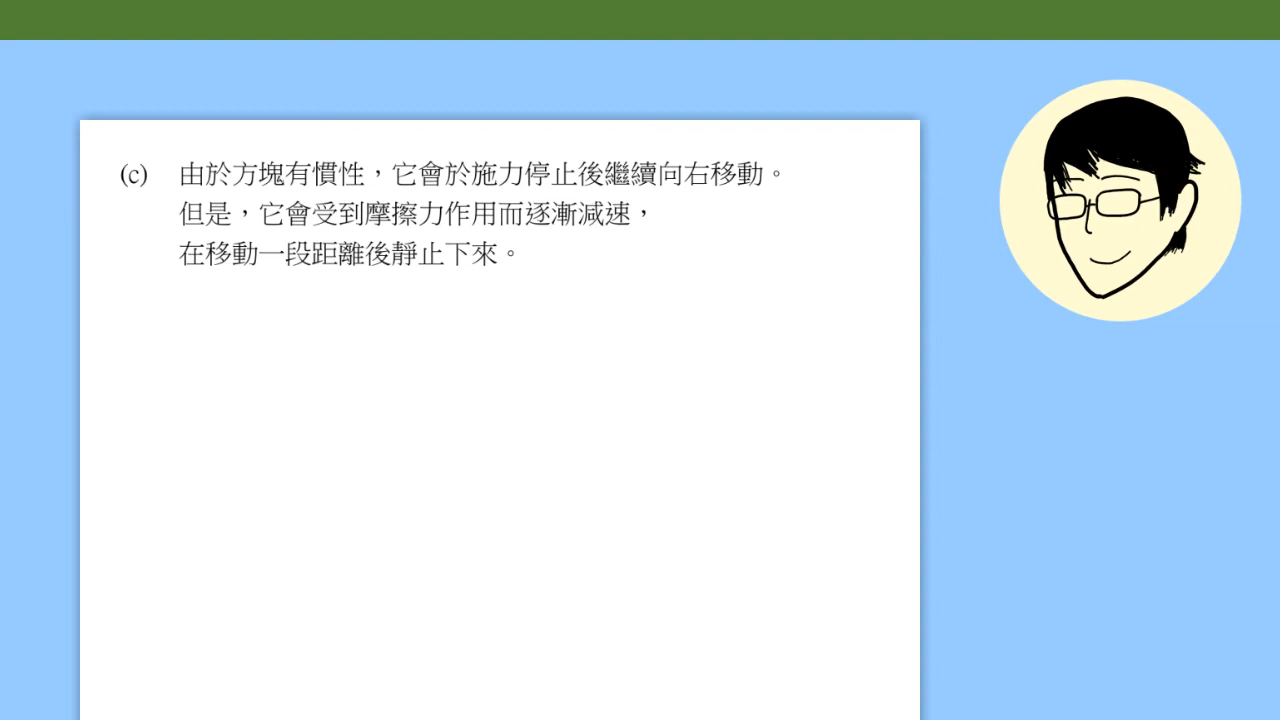 (c) 由於方塊有慣性，它會於施力停止後繼續向右移動。
但是，它會受到摩擦力作用而逐漸減速，
在移動一段距離後靜止下來。